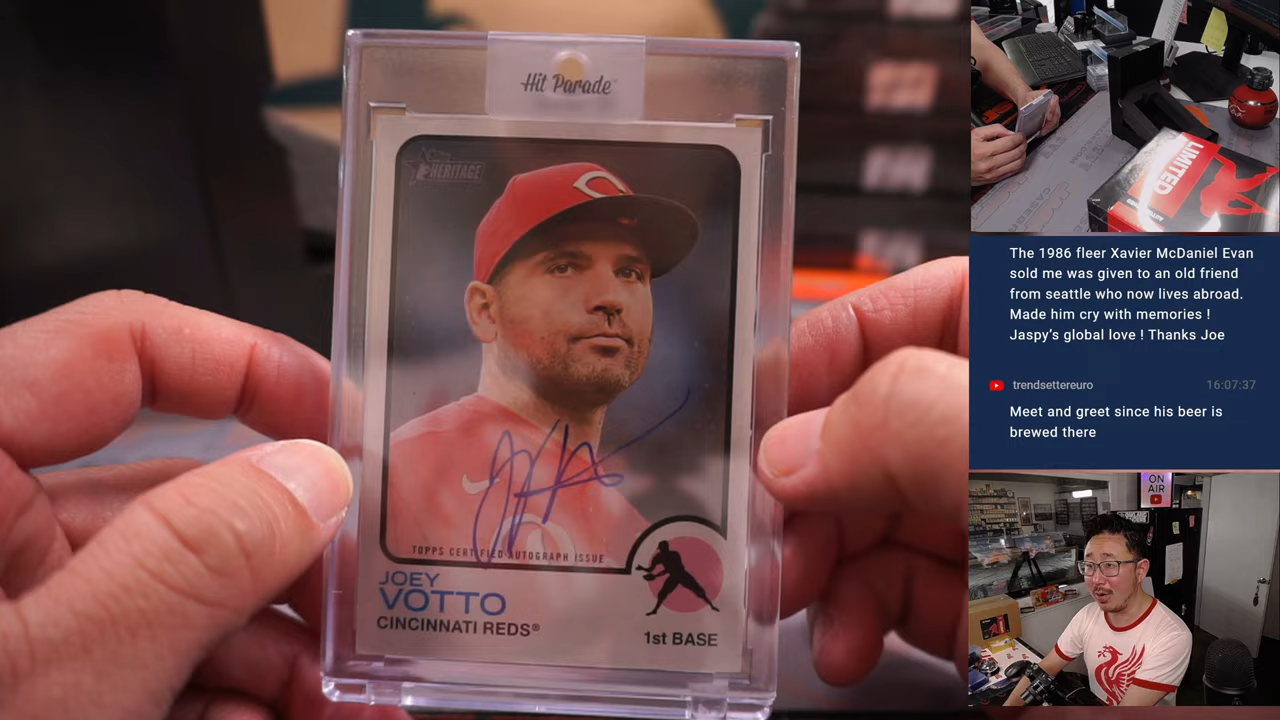 Hit Parade
HERITAGE
TOPPS CERTIFIED AUTOGRAPH ISSUE
JOEY
VOTTO
CINCINNATI REDS®
1st BASE
LIMITED
The 1986 fleer Xavier McDaniel Evan
sold me was given to an old friend
from seattle who now lives abroad.
Made him cry with memories !
Jaspy's global love ! Thanks Joe
trendsettereuro 16:07:37
Meet and greet since his beer is
brewed there
ON
AIR